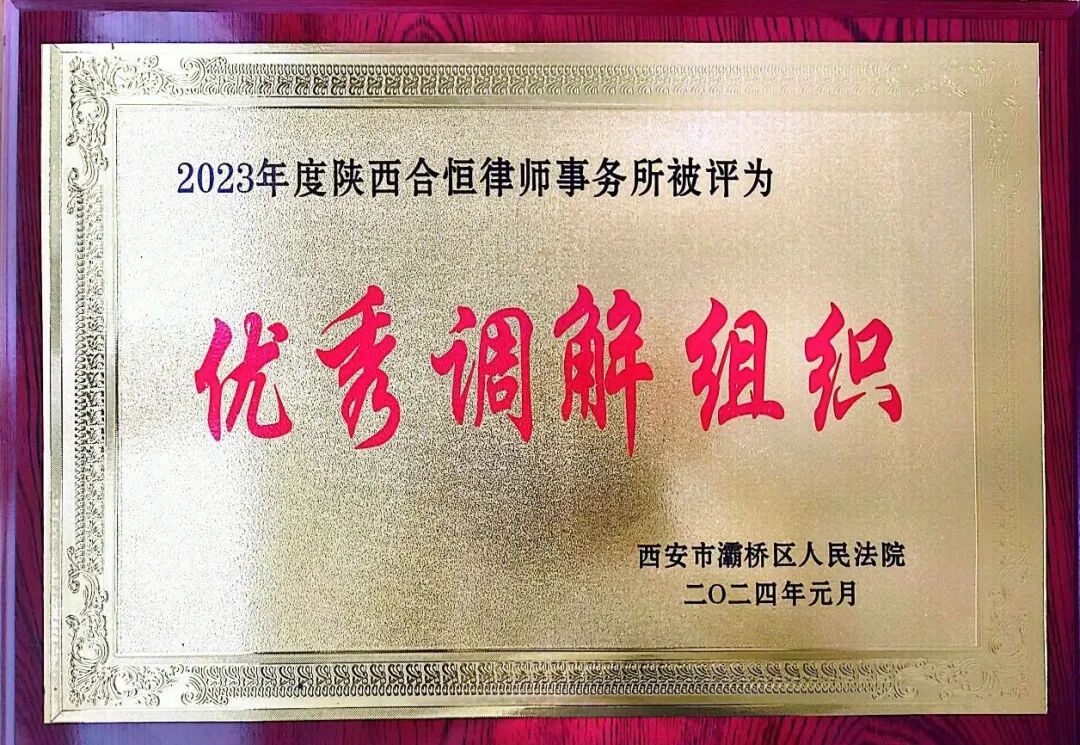 2023年度陕西合恒律师事务所被评为
优秀调解组织
西安市灞桥区人民法院
二〇二四年元月